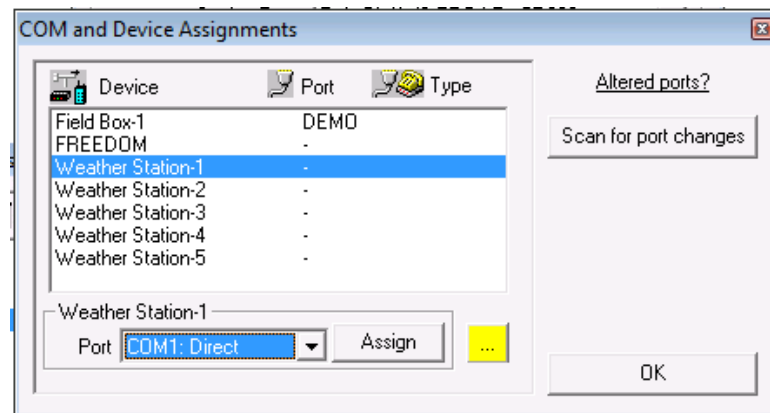 COM and Device Assignments
Device Port Type
Field Box-1 DEMO
FREEDOM -
Weather Station-1 -
Weather Station-2 -
Weather Station-3 -
Weather Station-4 -
Weather Station-5 -
Weather Station-1
Port COM1: Direct Assign ...
Altered ports?
Scan for port changes
OK